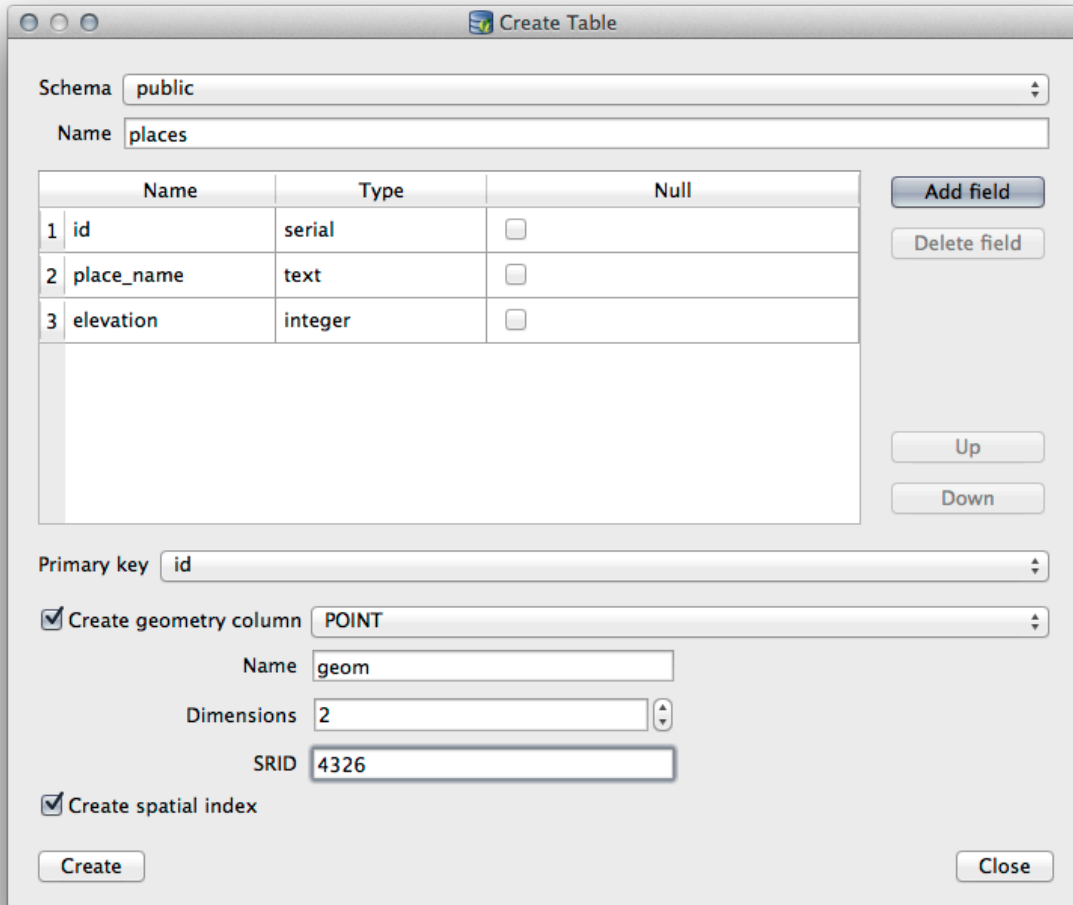 Create Table
Schema public
Name places
Name Type Null
Add field
1 id serial
Delete field
2 place_name text
3 elevation integer
Up
Down
Primary key id
Create geometry column POINT
Name geom
Dimensions 2
SRID 4326
Create spatial index
Create Close